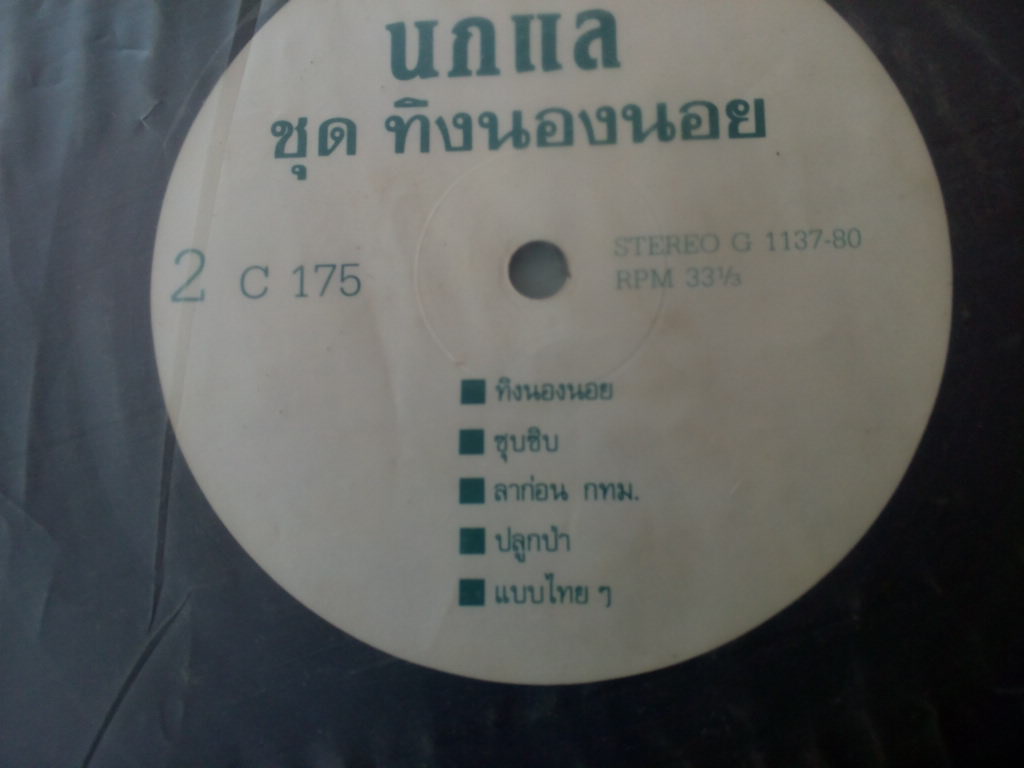 นกแล
ชุด ทิงนองนอย
2 C 175
STEREO G 1137-80
RPM 33⅓
■ ทิงนองนอย
■ ซุบซิบ
■ ลาก่อน กทม.
■ ปลูกป่า
■ แบบไทย ๆ